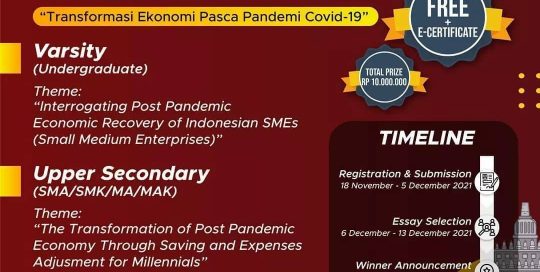 "Transformasi Ekonomi Pasca Pandemi Covid-19"
FREE
+
E-CERTIFICATE
TOTAL PRIZE
RP 10.000.000
Varsity
(Undergraduate)
Theme:
"Interrogating Post Pandemic
Economic Recovery of Indonesian SMEs
(Small Medium Enterprises)"
Upper Secondary
(SMA/SMK/MA/MAK)
Theme:
"The Transformation of Post Pandemic
Economy Through Saving and Expenses
Adjusment for Millennials"
TIMELINE
Registration & Submission
18 November - 5 December 2021
Essay Selection
6 December - 13 December 2021
Winner Announcement